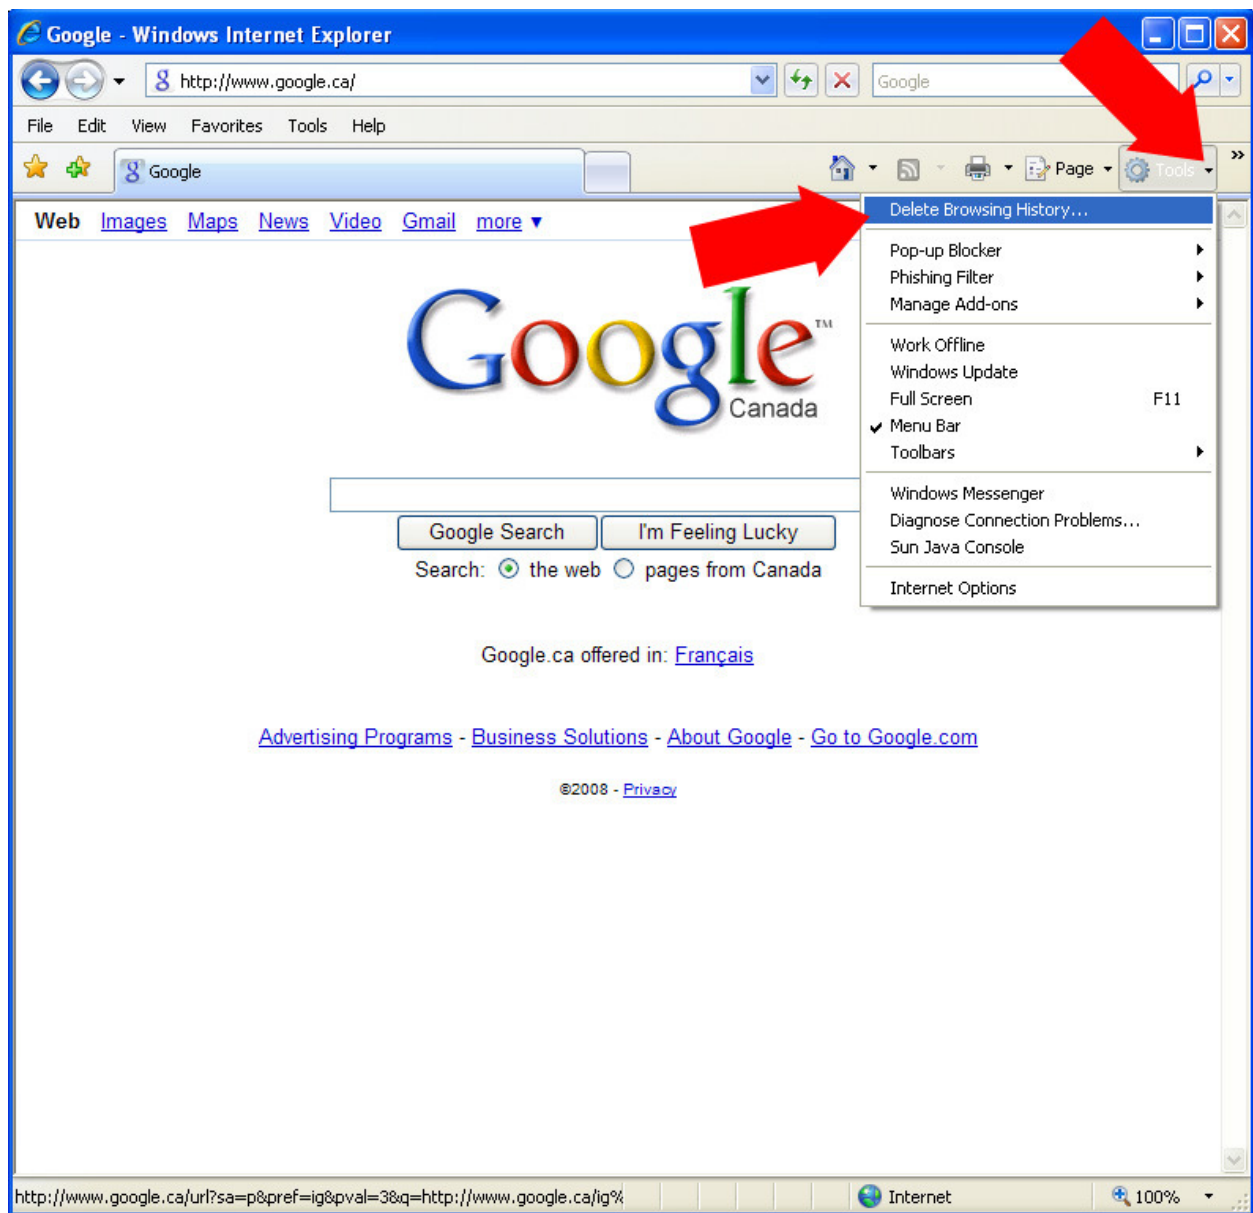 Google - Windows Internet Explorer
http://www.google.ca/
Google
File Edit View Favorites Tools Help
Google
Page
Tools
»
Web Images Maps News Video Gmail more ▼
Delete Browsing History...
Pop-up Blocker
Phishing Filter
Manage Add-ons
Work Offline
Windows Update
Full Screen F11
Menu Bar
Toolbars
Windows Messenger
Diagnose Connection Problems...
Sun Java Console
Internet Options
Google™
Canada
Google Search
I'm Feeling Lucky
Search: the web pages from Canada
Google.ca offered in: Français
Advertising Programs - Business Solutions - About Google - Go to Google.com
©2008 - Privacy
http://www.google.ca/url?sa=p&pref=ig&pval=3&q=http://www.google.ca/ig%
Internet
100%